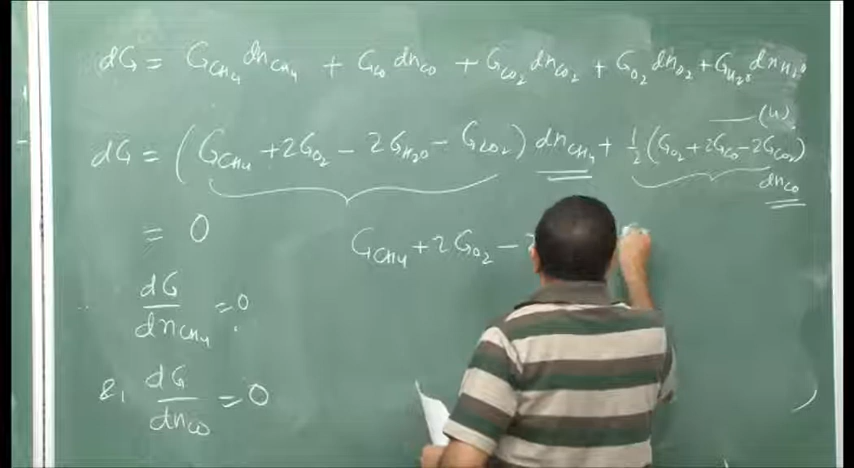 dG = G_CH4 dn_CH4 + G_CO dn_CO + G_CO2 dn_CO2 + G_O2 dn_O2 + G_H2O dn_H2O
— (4)
dG = (G_CH4 + 2G_O2 − 2G_H2O − G_CO2) dn_CH4 + 1/2 (G_O2 + 2G_CO − 2G_CO2) dn_CO
= 0
G_CH4 + 2G_O2 −
dG/dn_CH4 = 0
&, dG/dn_CO = 0